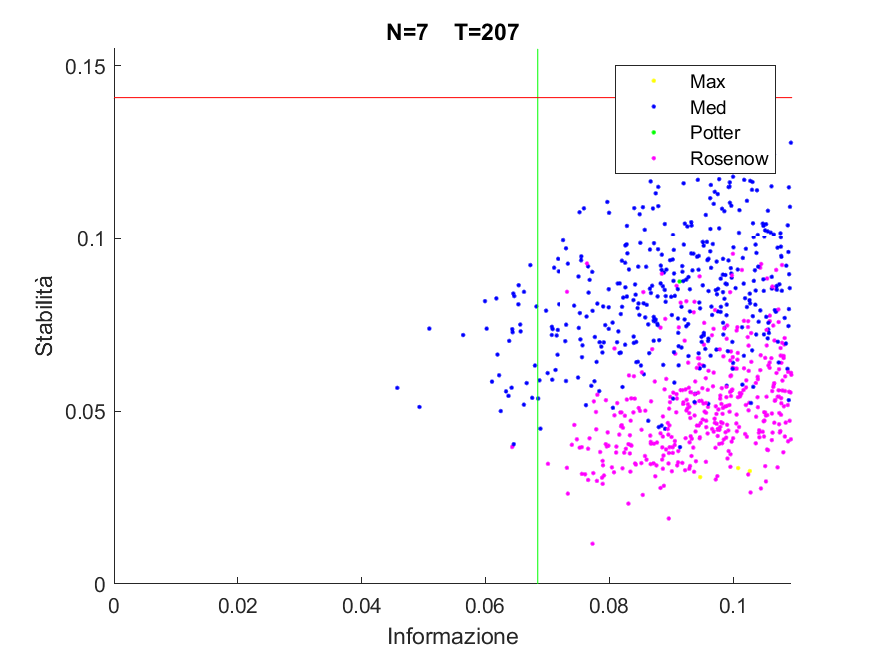 N=7 T=207
0.15
0.1
0.05
0
Stabilità
Max
Med
Potter
Rosenow
0 0.02 0.04 0.06 0.08 0.1
Informazione